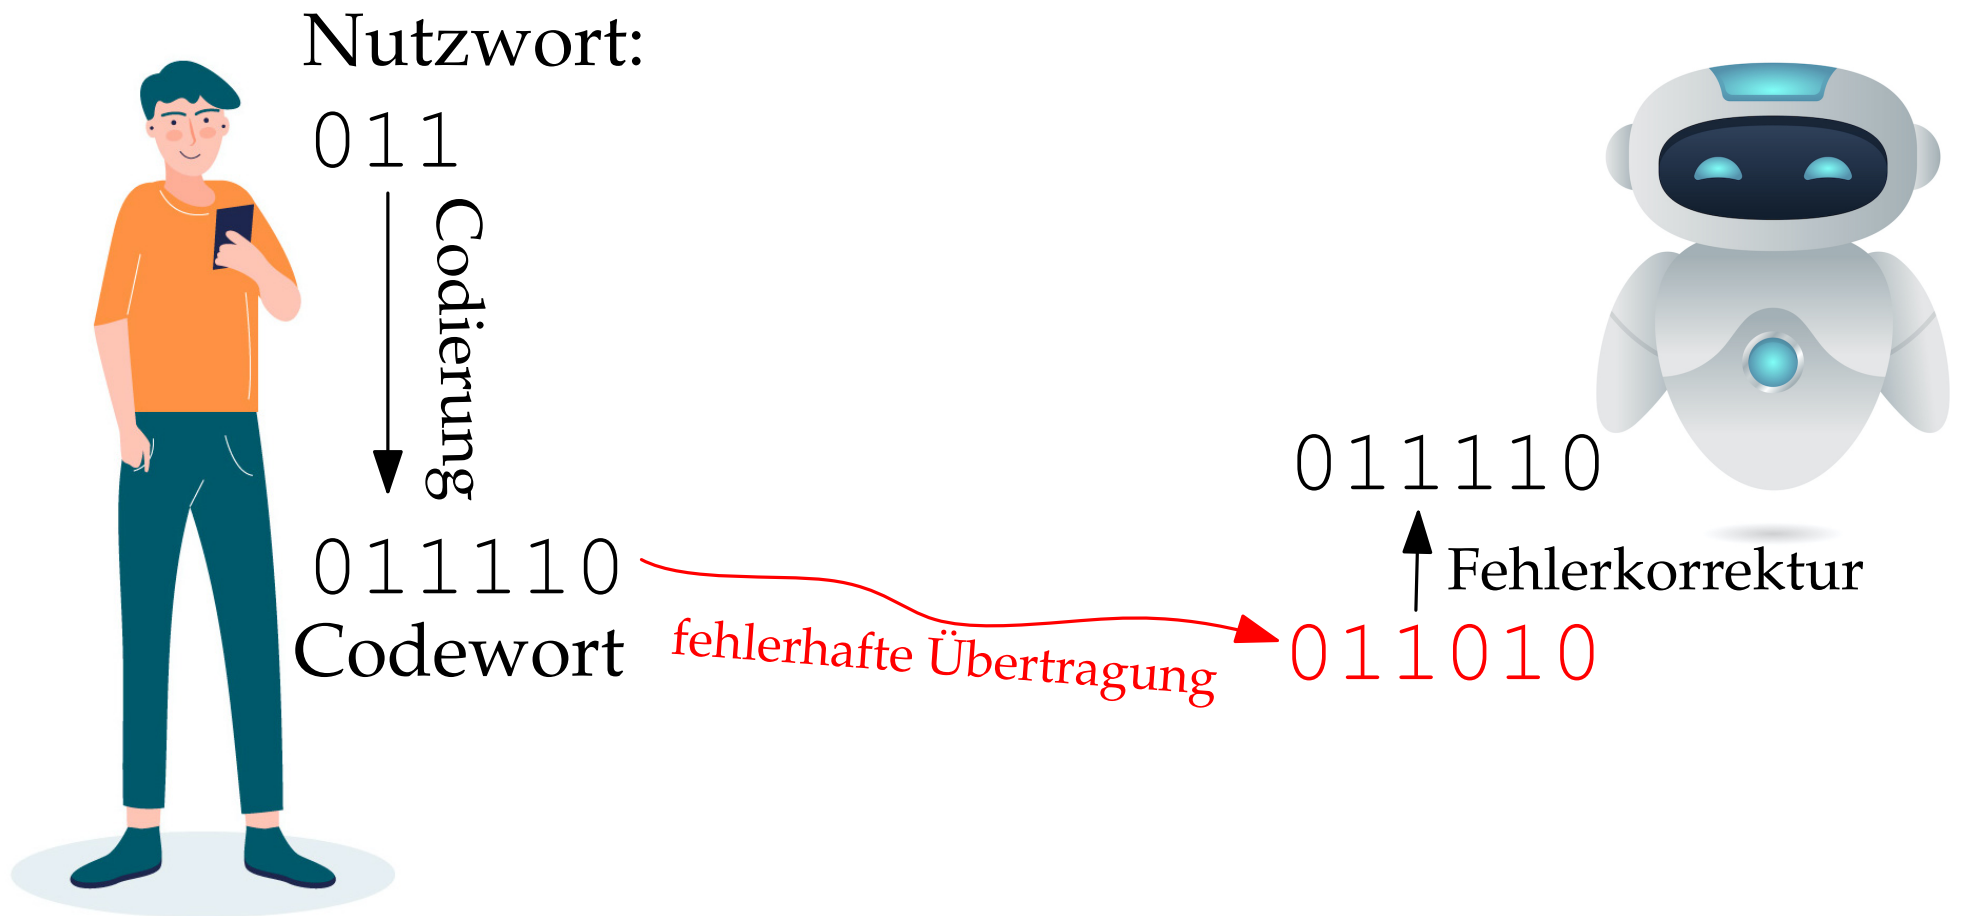 Nutzwort:
011
Codierung
011110
Codewort
fehlerhafte Übertragung
011110
Fehlerkorrektur
011010